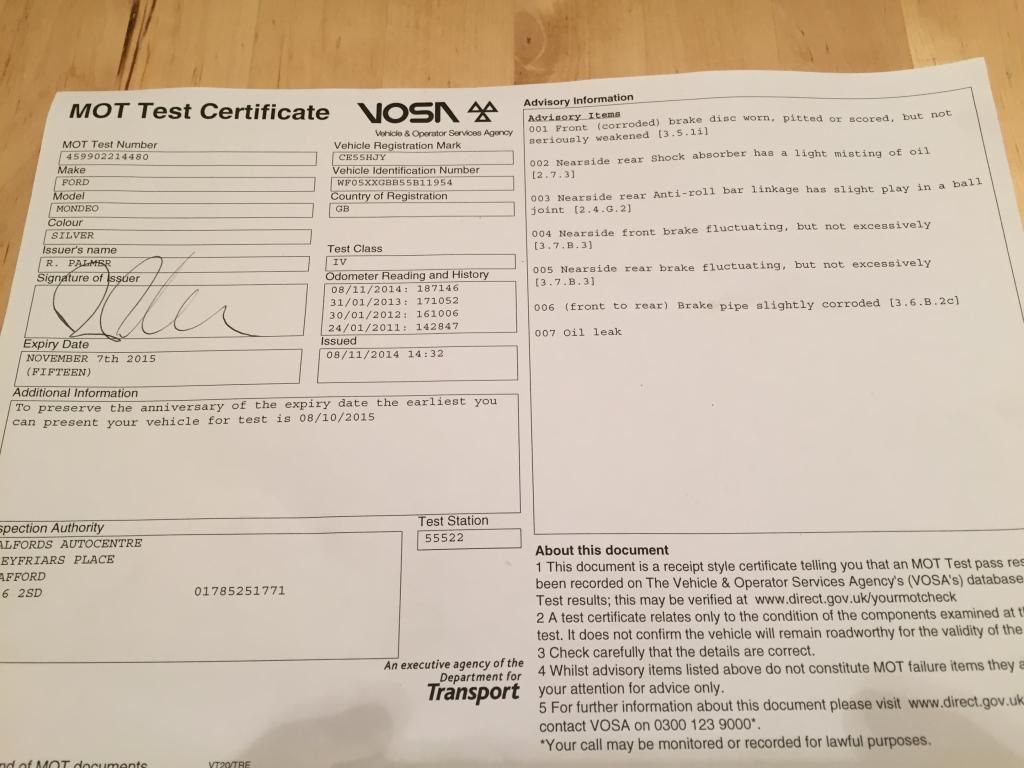 MOT Test Certificate
VOSA
Vehicle & Operator Services Agency
MOT Test Number
459902214480
Vehicle Registration Mark
CE55HJY
Make
FORD
Vehicle Identification Number
WF05XXGBB55B11954
Model
MONDEO
Country of Registration
GB
Colour
SILVER
Issuer's name
R. PALMER
Test Class
IV
Signature of Issuer
Odometer Reading and History
08/11/2014: 187146
31/01/2013: 171052
30/01/2012: 161006
24/01/2011: 142847
Expiry Date
NOVEMBER 7th 2015
(FIFTEEN)
Issued
08/11/2014 14:32
Additional Information
To preserve the anniversary of the expiry date the earliest you
can present your vehicle for test is 08/10/2015
spection Authority
ALFORDS AUTOCENTRE
EYFRIARS PLACE
AFFORD
6 2SD 01785251771
Test Station
55522
An executive agency of the
Department for
Transport
nd of MOT documents
VT20/TRE
Advisory Information
Advisory Items
001 Front (corroded) brake disc worn, pitted or scored, but not
seriously weakened [3.5.1i]
002 Nearside rear Shock absorber has a light misting of oil
[2.7.3]
003 Nearside rear Anti-roll bar linkage has slight play in a ball
joint [2.4.G.2]
004 Nearside front brake fluctuating, but not excessively
[3.7.B.3]
005 Nearside rear brake fluctuating, but not excessively
[3.7.B.3]
006 (front to rear) Brake pipe slightly corroded [3.6.B.2c]
007 Oil leak
About this document
1 This document is a receipt style certificate telling you that an MOT Test pass res
been recorded on The Vehicle & Operator Services Agency's (VOSA's) database
Test results; this may be verified at www.direct.gov.uk/yourmotcheck
2 A test certificate relates only to the condition of the components examined at t
test. It does not confirm the vehicle will remain roadworthy for the validity of the
3 Check carefully that the details are correct.
4 Whilst advisory items listed above do not constitute MOT failure items they a
your attention for advice only.
5 For further information about this document please visit www.direct.gov.uk
contact VOSA on 0300 123 9000*.
*Your call may be monitored or recorded for lawful purposes.